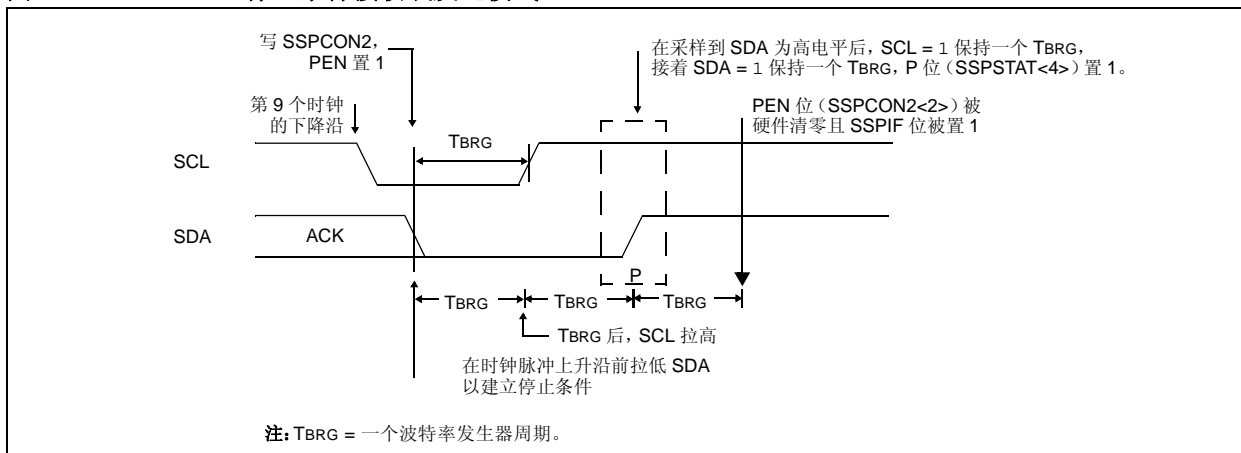 写 SSPCON2，
PEN 置 1
在采样到 SDA 为高电平后，SCL = 1 保持一个 TBRG，
接着 SDA = 1 保持一个 TBRG，P 位（SSPSTAT<4>）置 1。
第 9 个时钟
的下降沿
PEN 位（SSPCON2<2>）被
硬件清零且 SSPIF 位被置 1
TBRG
SCL
SDA
ACK
P
TBRG
TBRG
TBRG
TBRG 后，SCL 拉高
在时钟脉冲上升沿前拉低 SDA
以建立停止条件
注：TBRG = 一个波特率发生器周期。